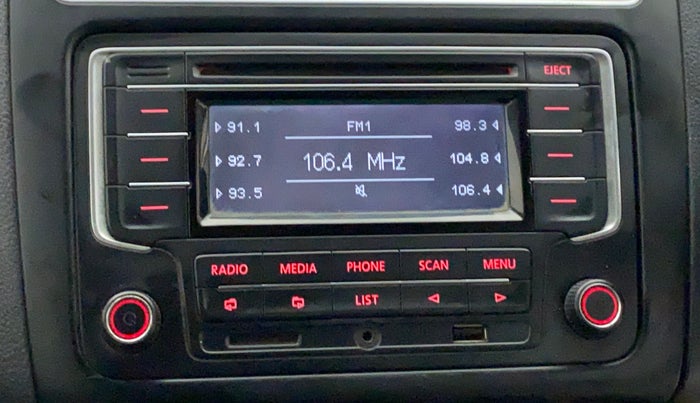 EJECT
91.1 FM1 98.3
92.7 106.4 MHz 104.8
93.5 106.4
RADIO MEDIA PHONE SCAN MENU
LIST